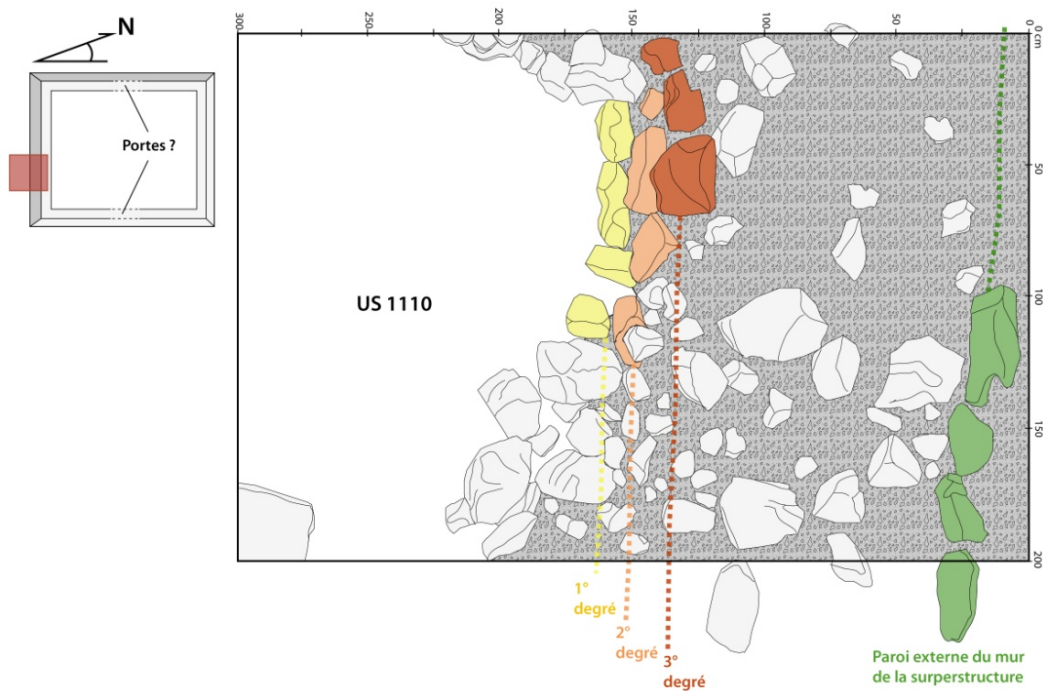 300
250
200
150
100
50
0 cm
N
Portes ?
50
US 1110
100
150
200
1°
degré
2°
degré
3°
degré
Paroi externe du mur
de la surperstructure